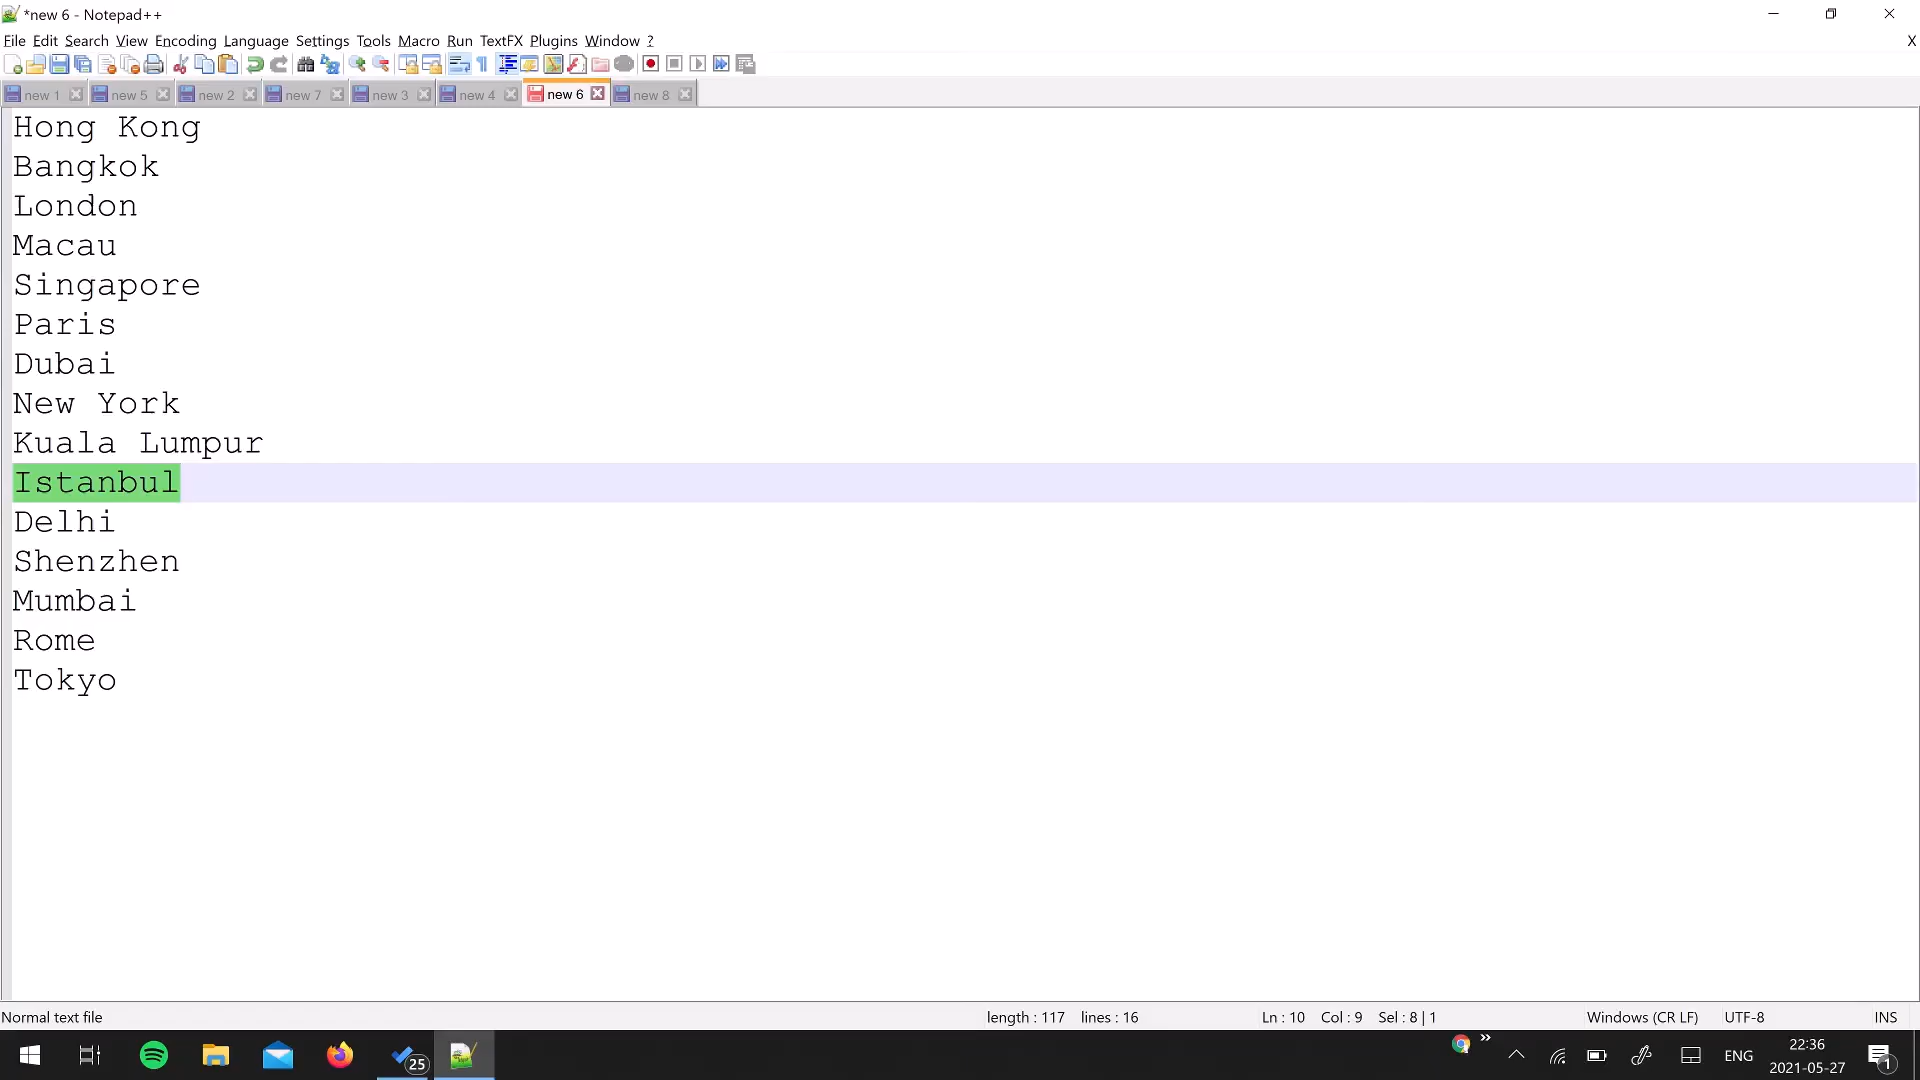 *new 6 - Notepad++
File Edit Search View Encoding Language Settings Tools Macro Run TextFX Plugins Window ? X
new 1 new 5 new 2 new 7 new 3 new 4 new 6 new 8
Hong Kong
Bangkok
London
Macau
Singapore
Paris
Dubai
New York
Kuala Lumpur
Istanbul
Delhi
Shenzhen
Mumbai
Rome
Tokyo
Normal text file length : 117 lines : 16 Ln : 10 Col : 9 Sel : 8 | 1 Windows (CR LF) UTF-8 INS
25 ENG 22:36 1
2021-05-27